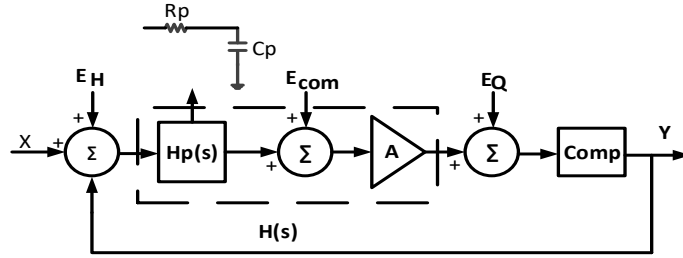 Rp
Cp
E H
E com
E Q
+
+
+
X
+
Σ
Hp(s)
+
Σ
A
+
Σ
Comp
Y
H(s)